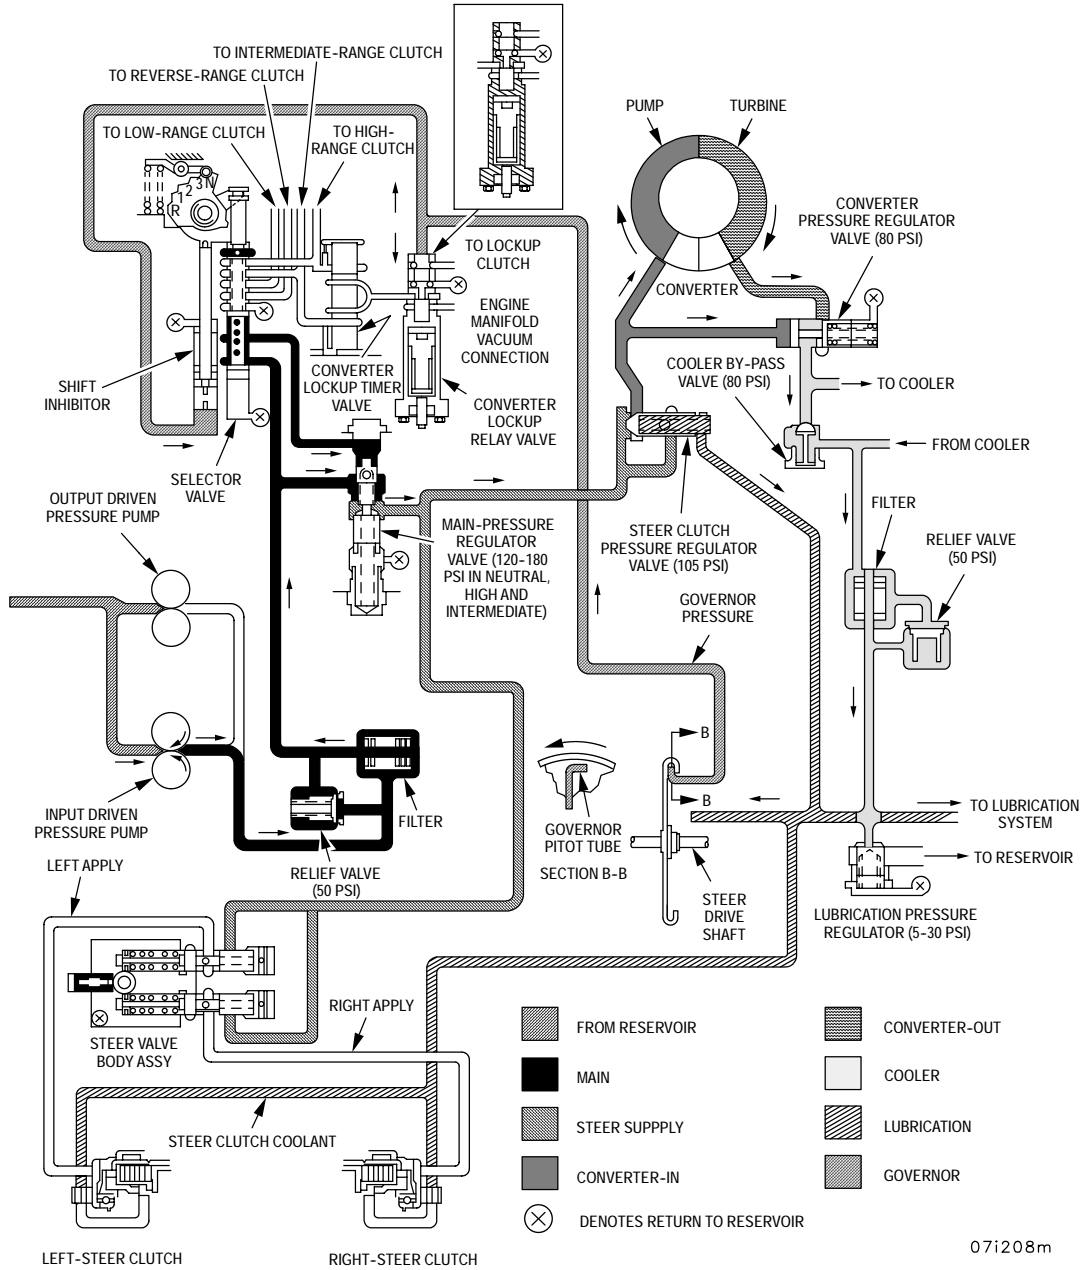 TO INTERMEDIATE-RANGE CLUTCH
TO REVERSE-RANGE CLUTCH
TO LOW-RANGE CLUTCH
TO HIGH-
RANGE CLUTCH
PUMP
TURBINE
R 1 2 3 N
TO LOCKUP
CLUTCH
CONVERTER
PRESSURE REGULATOR
VALVE (80 PSI)
CONVERTER
ENGINE
MANIFOLD
VACUUM
CONNECTION
SHIFT
INHIBITOR
CONVERTER
LOCKUP TIMER
VALVE
COOLER BY-PASS
VALVE (80 PSI)
TO COOLER
CONVERTER
LOCKUP
RELAY VALVE
FROM COOLER
SELECTOR
VALVE
OUTPUT DRIVEN
PRESSURE PUMP
MAIN-PRESSURE
REGULATOR
VALVE (120-180
PSI IN NEUTRAL,
HIGH AND
INTERMEDIATE)
STEER CLUTCH
PRESSURE REGULATOR
VALVE (105 PSI)
FILTER
RELIEF VALVE
(50 PSI)
GOVERNOR
PRESSURE
B
B
INPUT DRIVEN
PRESSURE PUMP
FILTER
GOVERNOR
PITOT TUBE
SECTION B-B
TO LUBRICATION
SYSTEM
TO RESERVOIR
LEFT APPLY
RELIEF VALVE
(50 PSI)
STEER
DRIVE
SHAFT
LUBRICATION PRESSURE
REGULATOR (5-30 PSI)
RIGHT APPLY
STEER VALVE
BODY ASSY
STEER CLUTCH COOLANT
LEFT-STEER CLUTCH
RIGHT-STEER CLUTCH
FROM RESERVOIR
MAIN
STEER SUPPPLY
CONVERTER-IN
CONVERTER-OUT
COOLER
LUBRICATION
GOVERNOR
DENOTES RETURN TO RESERVOIR
07i208m